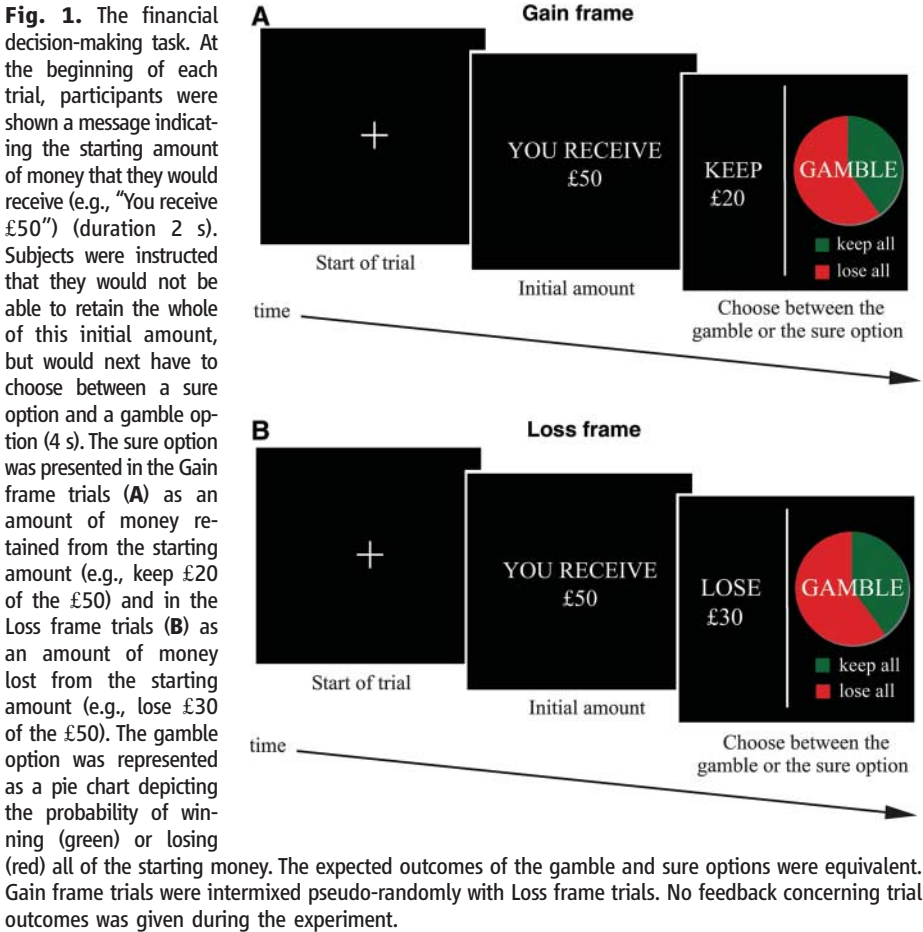 Fig. 1. The financial
decision-making task. At
the beginning of each
trial, participants were
shown a message indicat-
ing the starting amount
of money that they would
receive (e.g., “You receive
£50”) (duration 2 s).
Subjects were instructed
that they would not be
able to retain the whole
of this initial amount,
but would next have to
choose between a sure
option and a gamble op-
tion (4 s). The sure option
was presented in the Gain
frame trials (A) as an
amount of money re-
tained from the starting
amount (e.g., keep £20
of the £50) and in the
Loss frame trials (B) as
an amount of money
lost from the starting
amount (e.g., lose £30
of the £50). The gamble
option was represented
as a pie chart depicting
the probability of win-
ning (green) or losing
(red) all of the starting money. The expected outcomes of the gamble and sure options were equivalent.
Gain frame trials were intermixed pseudo-randomly with Loss frame trials. No feedback concerning trial
outcomes was given during the experiment.
A
Gain frame
YOU RECEIVE
£50
KEEP
£20
GAMBLE
keep all
lose all
Start of trial
Initial amount
Choose between the
gamble or the sure option
time
B
Loss frame
YOU RECEIVE
£50
LOSE
£30
GAMBLE
keep all
lose all
Start of trial
Initial amount
Choose between the
gamble or the sure option
time